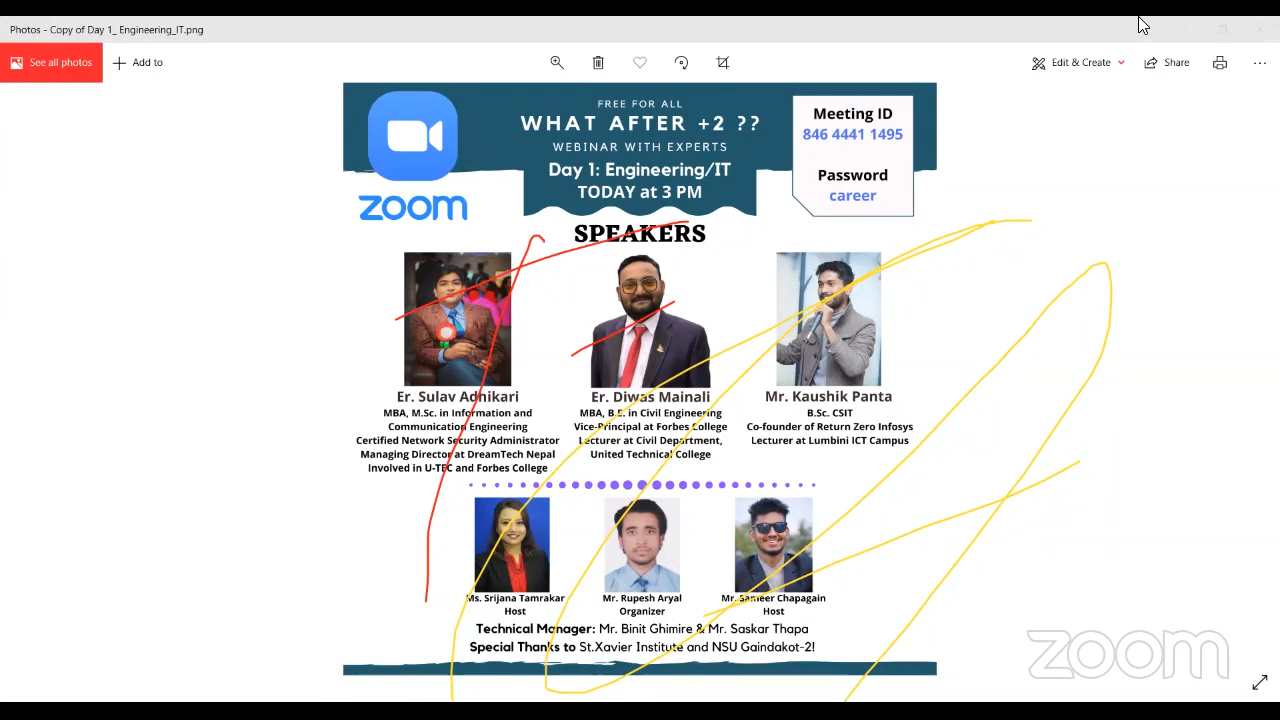 Photos - Copy of Day 1_ Engineering_IT.png
See all photos
Add to
Edit & Create
Share
FREE FOR ALL
WHAT AFTER +2 ??
WEBINAR WITH EXPERTS
Day 1: Engineering/IT
TODAY at 3 PM
zoom
Meeting ID
846 4441 1495
Password
career
SPEAKERS
Er. Sulav Adhikari
MBA, M.Sc. in Information and
Communication Engineering
Certified Network Security Administrator
Managing Director at DreamTech Nepal
Involved in U-TEC and Forbes College
Er. Diwas Mainali
MBA, B.E. in Civil Engineering
Vice-Principal at Forbes College
Lecturer at Civil Department,
United Technical College
Mr. Kaushik Panta
B.Sc. CSIT
Co-founder of Return Zero Infosys
Lecturer at Lumbini ICT Campus
Ms. Srijana Tamrakar
Host
Mr. Rupesh Aryal
Organizer
Mr. Sameer Chapagain
Host
Technical Manager: Mr. Binit Ghimire & Mr. Saskar Thapa
Special Thanks to St.Xavier Institute and NSU Gaindakot-2!
zoom